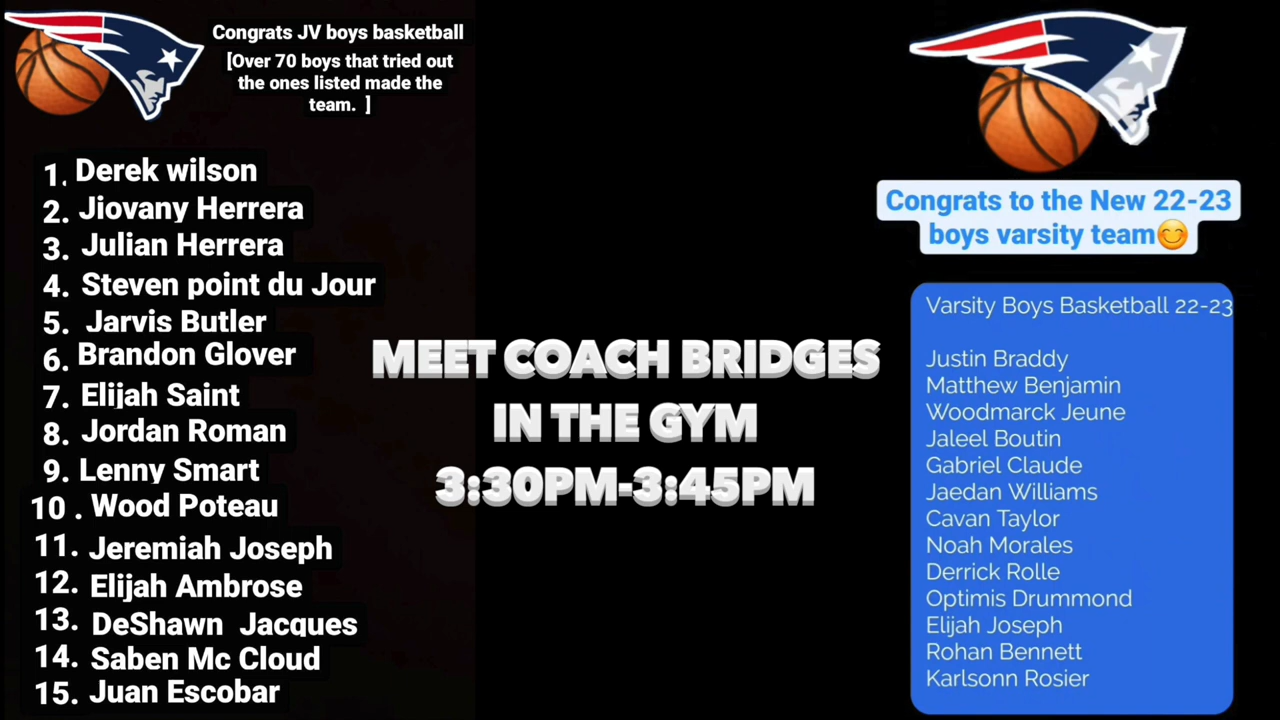 Congrats JV boys basketball
[Over 70 boys that tried out
the ones listed made the
team. ]
1. Derek wilson
2. Jiovany Herrera
3. Julian Herrera
4. Steven point du Jour
5. Jarvis Butler
6. Brandon Glover
7. Elijah Saint
8. Jordan Roman
9. Lenny Smart
10 . Wood Poteau
11. Jeremiah Joseph
12. Elijah Ambrose
13. DeShawn Jacques
14. Saben Mc Cloud
15. Juan Escobar
MEET COACH BRIDGES
IN THE GYM
3:30PM-3:45PM
Congrats to the New 22-23
boys varsity team😊
Varsity Boys Basketball 22-23
Justin Braddy
Matthew Benjamin
Woodmarck Jeune
Jaleel Boutin
Gabriel Claude
Jaedan Williams
Cavan Taylor
Noah Morales
Derrick Rolle
Optimis Drummond
Elijah Joseph
Rohan Bennett
Karlsonn Rosier